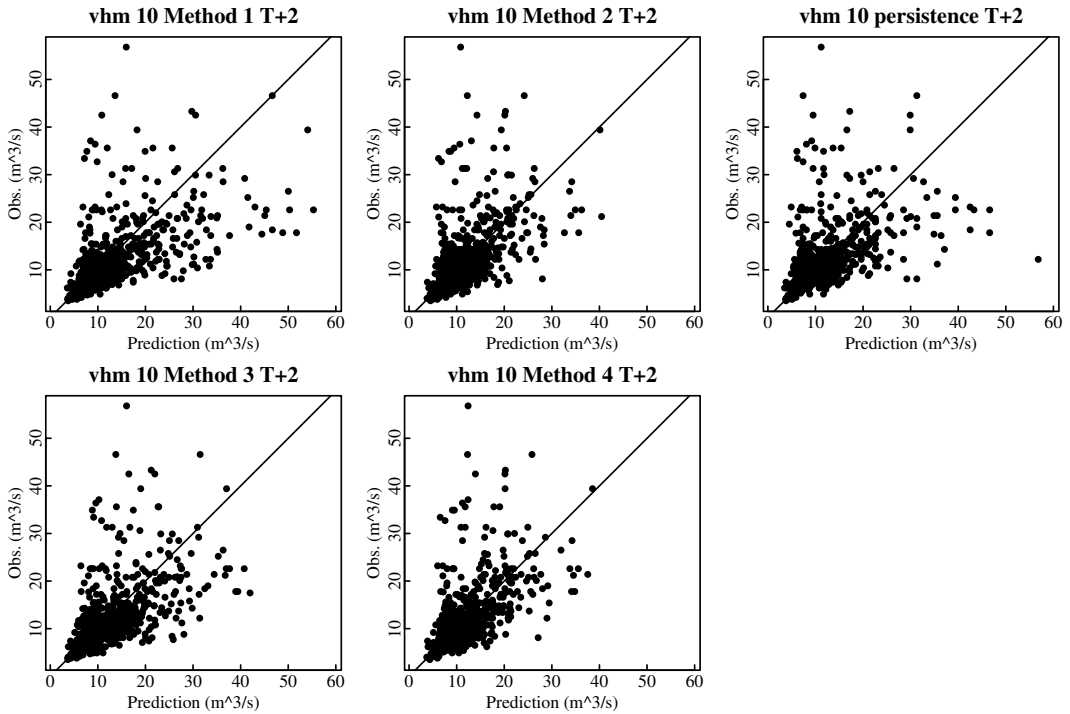 vhm 10 Method 1 T+2
Obs. (m^3/s)
50
40
30
20
10
0 10 20 30 40 50 60
Prediction (m^3/s)
vhm 10 Method 2 T+2
Obs. (m^3/s)
50
40
30
20
10
0 10 20 30 40 50 60
Prediction (m^3/s)
vhm 10 persistence T+2
Obs. (m^3/s)
50
40
30
20
10
0 10 20 30 40 50 60
Prediction (m^3/s)
vhm 10 Method 3 T+2
Obs. (m^3/s)
50
40
30
20
10
0 10 20 30 40 50 60
Prediction (m^3/s)
vhm 10 Method 4 T+2
Obs. (m^3/s)
50
40
30
20
10
0 10 20 30 40 50 60
Prediction (m^3/s)